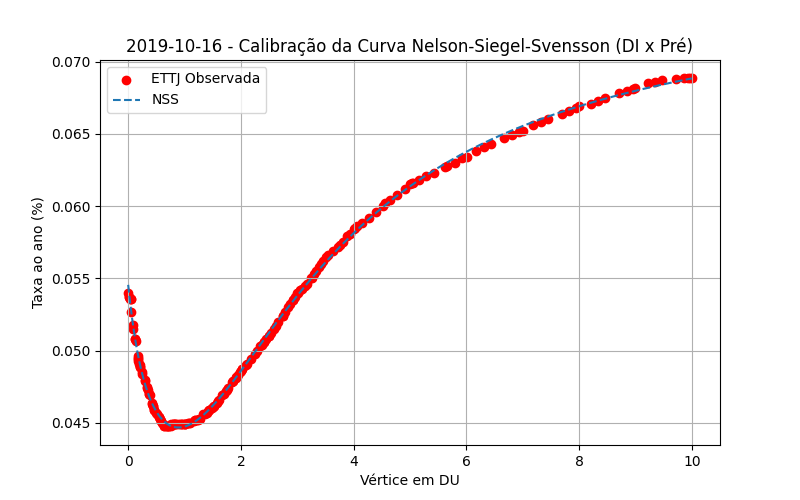 2019-10-16 - Calibração da Curva Nelson-Siegel-Svensson (DI x Pré)
ETTJ Observada
NSS
Taxa ao ano (%)
0.070
0.065
0.060
0.055
0.050
0.045
0 2 4 6 8 10
Vértice em DU